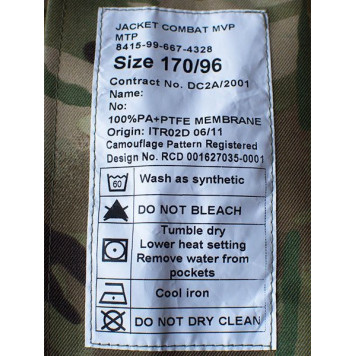 JACKET COMBAT MVP
MTP
8415-99-667-4328
Size 170/96
Contract No. DC2A/2001
Name:
No:
100%PA+PTFE MEMBRANE
Origin: ITR02D 06/11
Camouflage Pattern Registered
Design No. RCD 001627035-0001
60 Wash as synthetic
DO NOT BLEACH
Tumble dry
Lower heat setting
Remove water from
pockets
Cool iron
DO NOT DRY CLEAN